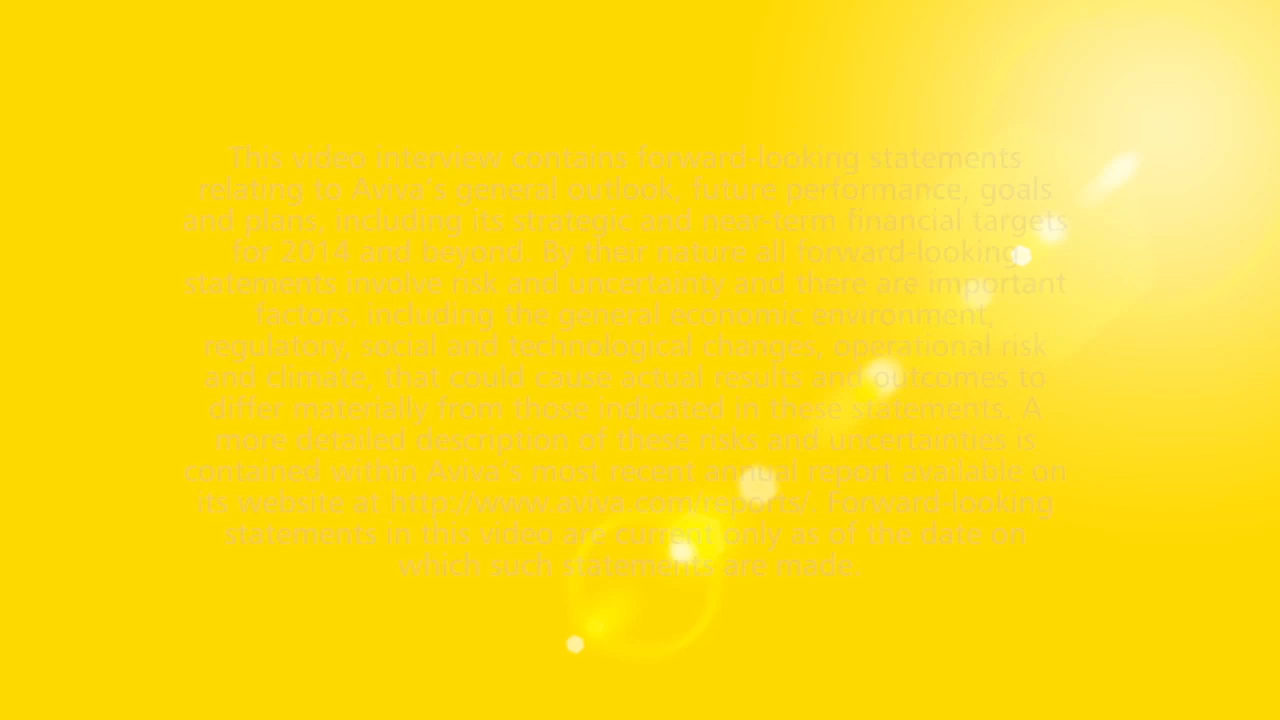 This video interview contains forward-looking statements
relating to Aviva's general outlook, future performance, goals
and plans, including its strategic and near-term financial targets
for 2014 and beyond. By their nature all forward-looking
statements involve risk and uncertainty and there are important
factors, including the general economic environment,
regulatory, social and technological changes, operational risk
and climate, that could cause actual results and outcomes to
differ materially from those indicated in these statements. A
more detailed description of these risks and uncertainties is
contained within Aviva's most recent annual report available on
its website at http://www.aviva.com/reports/. Forward-looking
statements in this video are current only as of the date on
which such statements are made.